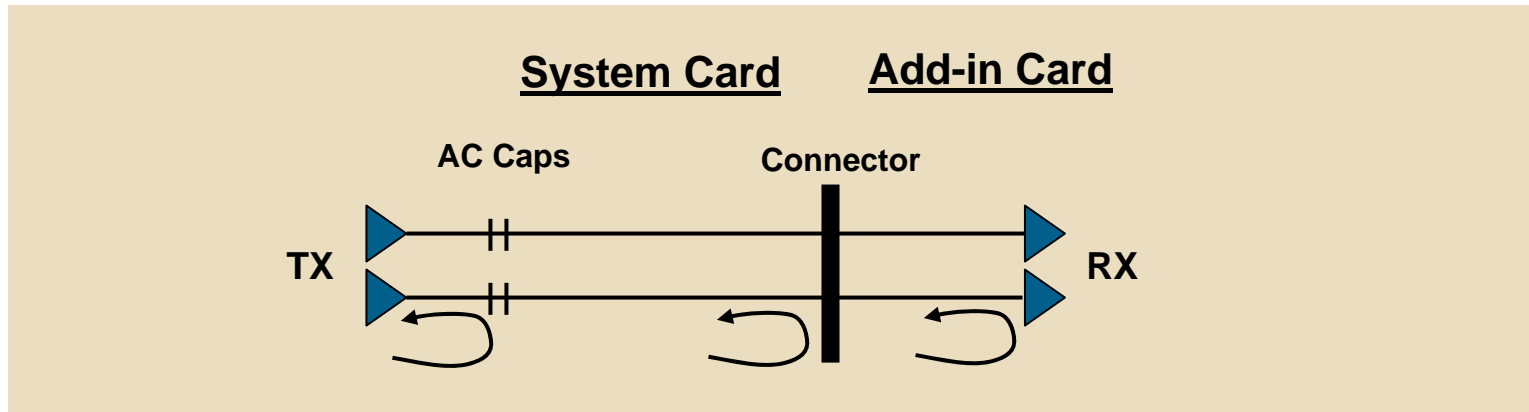 System Card
Add-in Card
AC Caps
Connector
TX
RX